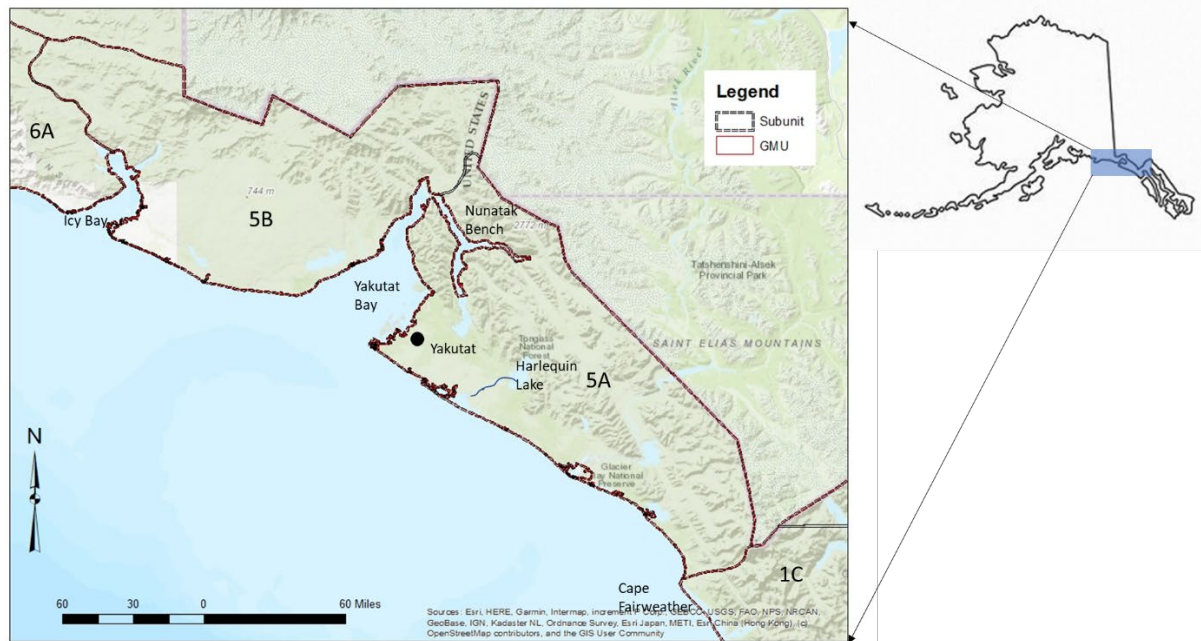 Legend
Subunit
GMU
Alsek River
UNITED STATES
6A
744 m
5B
Icy Bay
Nunatak
Bench
2772 m
Tatshenshini-Alsek
Provincial Park
Yakutat
Bay
Yakutat
Tongass
National
Forest
SAINT ELIAS MOUNTAINS
Harlequin
Lake
5A
N
Glacier
Bay National
Preserve
1C
Cape
Fairweather
60 30 0 60 Miles
Sources: Esri, HERE, Garmin, Intermap, increment P Corp., GEBCO, USGS, FAO, NPS, NRCAN,
GeoBase, IGN, Kadaster NL, Ordnance Survey, Esri Japan, METI, Esri China (Hong Kong), (c)
OpenStreetMap contributors, and the GIS User Community